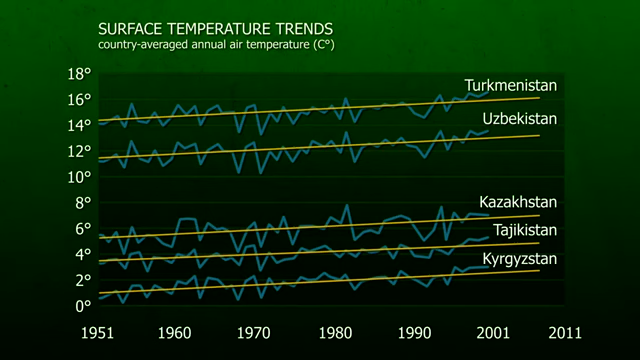 SURFACE TEMPERATURE TRENDS
country-averaged annual air temperature (C°)
18°
16°
14°
12°
10°
8°
6°
4°
2°
0°
Turkmenistan
Uzbekistan
Kazakhstan
Tajikistan
Kyrgyzstan
1951 1960 1970 1980 1990 2001 2011